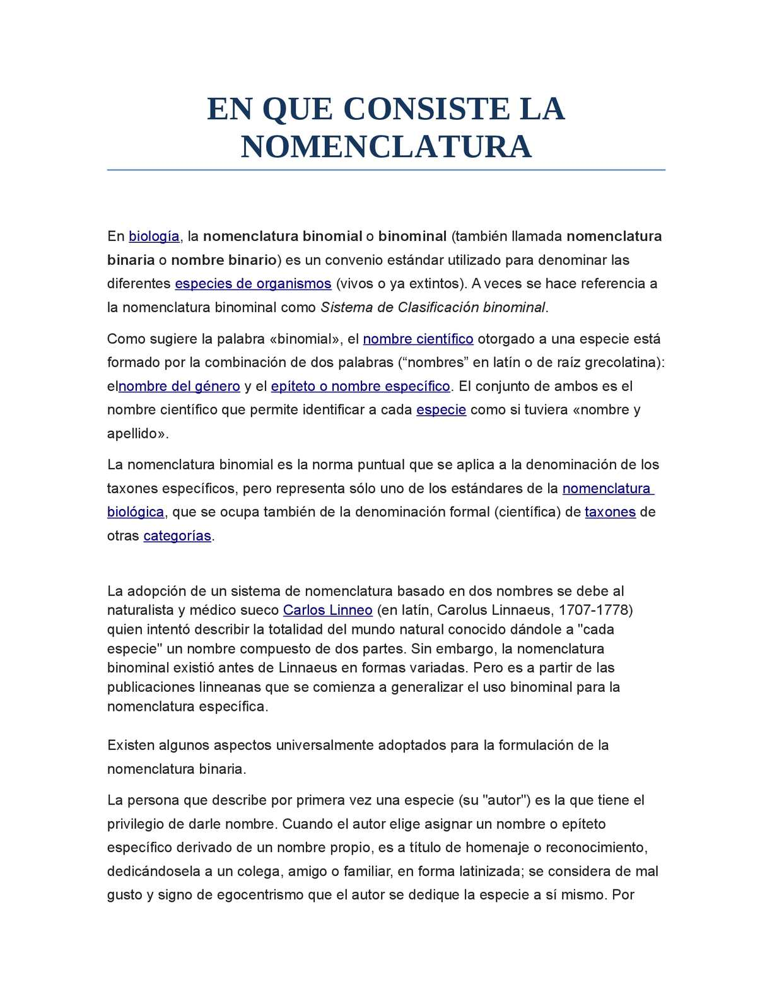 EN QUE CONSISTE LA
NOMENCLATURA
En biología, la nomenclatura binomial o binominal (también llamada nomenclatura
binaria o nombre binario) es un convenio estándar utilizado para denominar las
diferentes especies de organismos (vivos o ya extintos). A veces se hace referencia a
la nomenclatura binominal como Sistema de Clasificación binominal.
Como sugiere la palabra «binomial», el nombre científico otorgado a una especie está
formado por la combinación de dos palabras (“nombres” en latín o de raíz grecolatina):
elnombre del género y el epíteto o nombre específico. El conjunto de ambos es el
nombre científico que permite identificar a cada especie como si tuviera «nombre y
apellido».
La nomenclatura binomial es la norma puntual que se aplica a la denominación de los
taxones específicos, pero representa sólo uno de los estándares de la nomenclatura
biológica, que se ocupa también de la denominación formal (científica) de taxones de
otras categorías.
La adopción de un sistema de nomenclatura basado en dos nombres se debe al
naturalista y médico sueco Carlos Linneo (en latín, Carolus Linnaeus, 1707-1778)
quien intentó describir la totalidad del mundo natural conocido dándole a "cada
especie" un nombre compuesto de dos partes. Sin embargo, la nomenclatura
binominal existió antes de Linnaeus en formas variadas. Pero es a partir de las
publicaciones linneanas que se comienza a generalizar el uso binominal para la
nomenclatura específica.
Existen algunos aspectos universalmente adoptados para la formulación de la
nomenclatura binaria.
La persona que describe por primera vez una especie (su "autor") es la que tiene el
privilegio de darle nombre. Cuando el autor elige asignar un nombre o epíteto
específico derivado de un nombre propio, es a título de homenaje o reconocimiento,
dedicándosela a un colega, amigo o familiar, en forma latinizada; se considera de mal
gusto y signo de egocentrismo que el autor se dedique la especie a sí mismo. Por